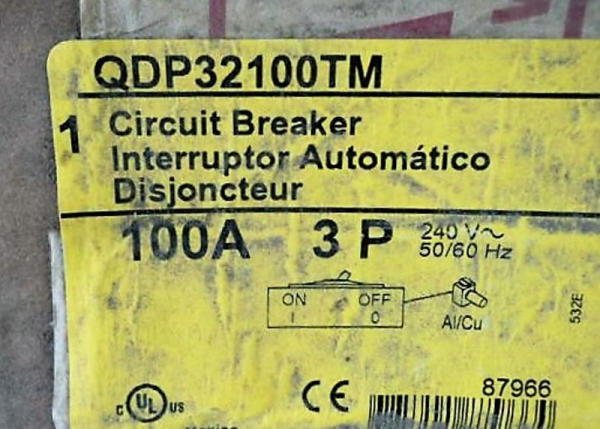 QDP32100TM
1
Circuit Breaker
Interruptor Automático
Disjoncteur
100A 3 P 240 V~
50/60 Hz
ON OFF
I 0
Al/Cu
532E
C UL US
CE
87966